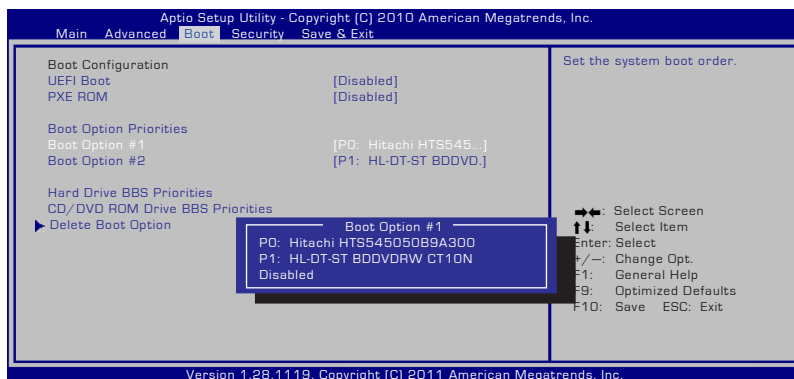 Aptio Setup Utility - Copyright (C) 2010 American Megatrends, Inc.
Main Advanced Boot Security Save & Exit
Boot Configuration
UEFI Boot [Disabled]
PXE ROM [Disabled]
Boot Option Priorities
Boot Option #1 [P0: Hitachi HTS545...]
Boot Option #2 [P1: HL-DT-ST BDDVD.]
Hard Drive BBS Priorities
CD/DVD ROM Drive BBS Priorities
Delete Boot Option
Boot Option #1
P0: Hitachi HTS545050B9A300
P1: HL-DT-ST BDDVDRW CT10N
Disabled
Set the system boot order.
→←: Select Screen
↑↓: Select Item
Enter: Select
+/—: Change Opt.
F1: General Help
F9: Optimized Defaults
F10: Save ESC: Exit
Version 1.28.1119. Copyright (C) 2011 American Megatrends, Inc.